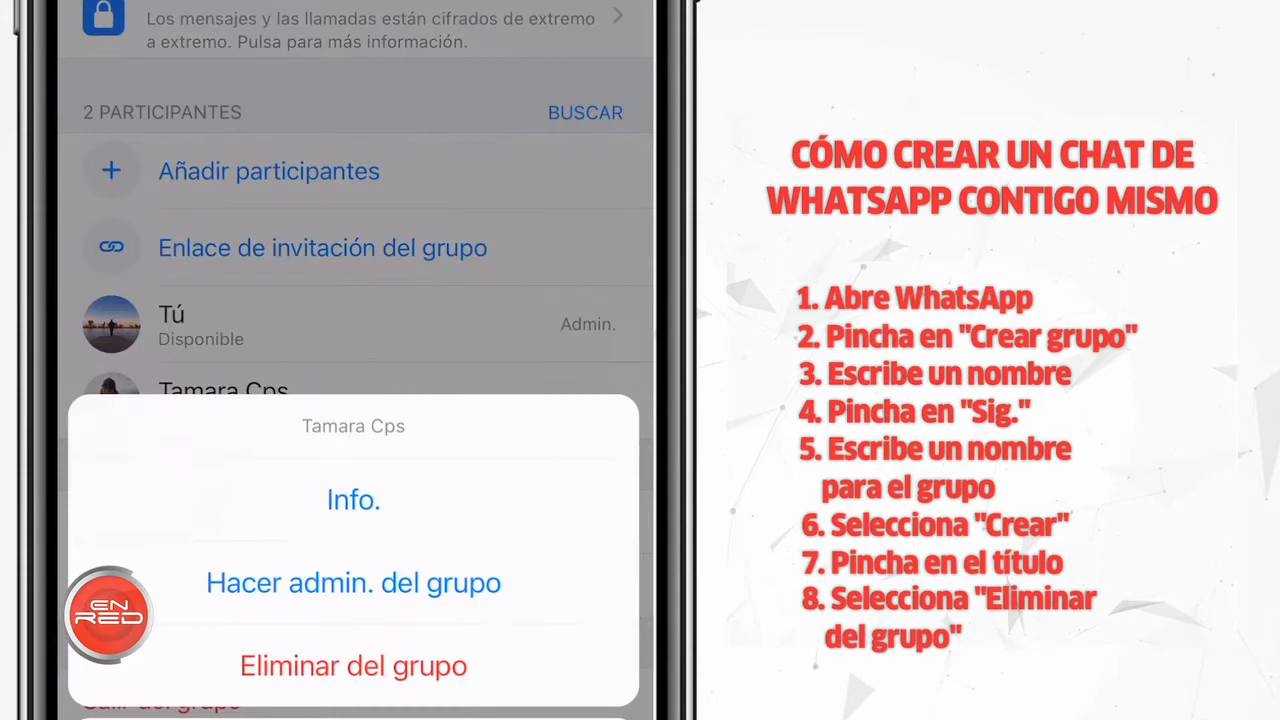 Los mensajes y las llamadas están cifrados de extremo
a extremo. Pulsa para más información.
2 PARTICIPANTES
BUSCAR
Añadir participantes
Enlace de invitación del grupo
Tú
Disponible
Admin.
Tamara Cps
Tamara Cps
Info.
Hacer admin. del grupo
Eliminar del grupo
Salir del grupo
EN
RED
CÓMO CREAR UN CHAT DE
WHATSAPP CONTIGO MISMO
1. Abre WhatsApp
2. Pincha en "Crear grupo"
3. Escribe un nombre
4. Pincha en "Sig."
5. Escribe un nombre
para el grupo
6. Selecciona "Crear"
7. Pincha en el título
8. Selecciona "Eliminar
del grupo"